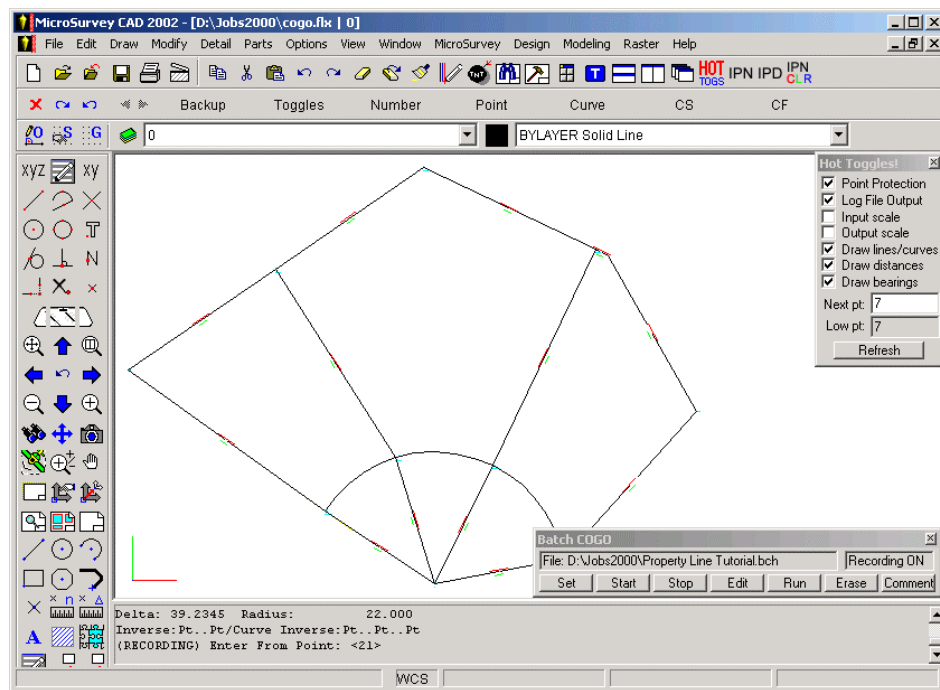 MicroSurvey CAD 2002 - [D:\Jobs2000\cogo.flx | 0]
File Edit Draw Modify Detail Parts Options View Window MicroSurvey Design Modeling Raster Help
TNT T HOT TOGS IPN IPD IPN CLR
Backup Toggles Number Point Curve CS CF
O S G 0 BYLAYER Solid Line
xyz xy
T
N
n
A
Hot Toggles!
Point Protection
Log File Output
Input scale
Output scale
Draw lines/curves
Draw distances
Draw bearings
Next pt: 7
Low pt: 7
Refresh
Batch COGO
File: D:\Jobs2000\Property Line Tutorial.bch Recording ON
Set Start Stop Edit Run Erase Comment
Delta: 39.2345 Radius: 22.000
Inverse:Pt..Pt/Curve Inverse:Pt..Pt..Pt
(RECORDING) Enter From Point: <21>
WCS